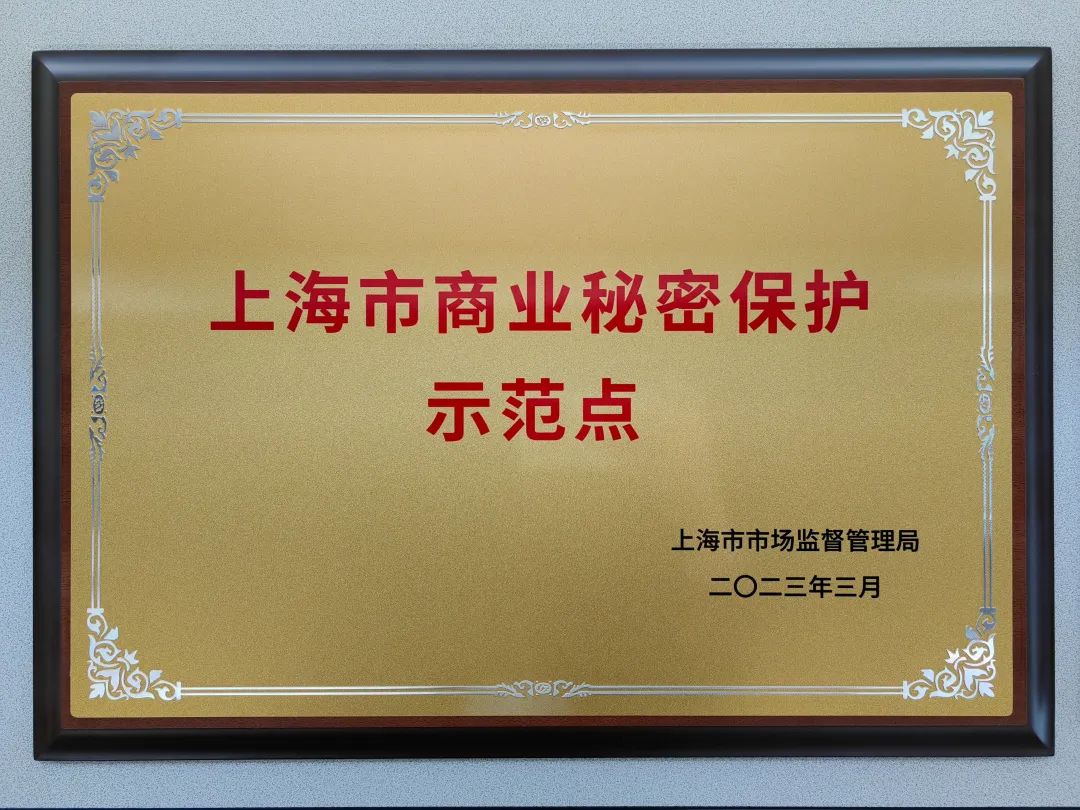 上海市商业秘密保护
示范点
上海市市场监督管理局
二〇二三年三月